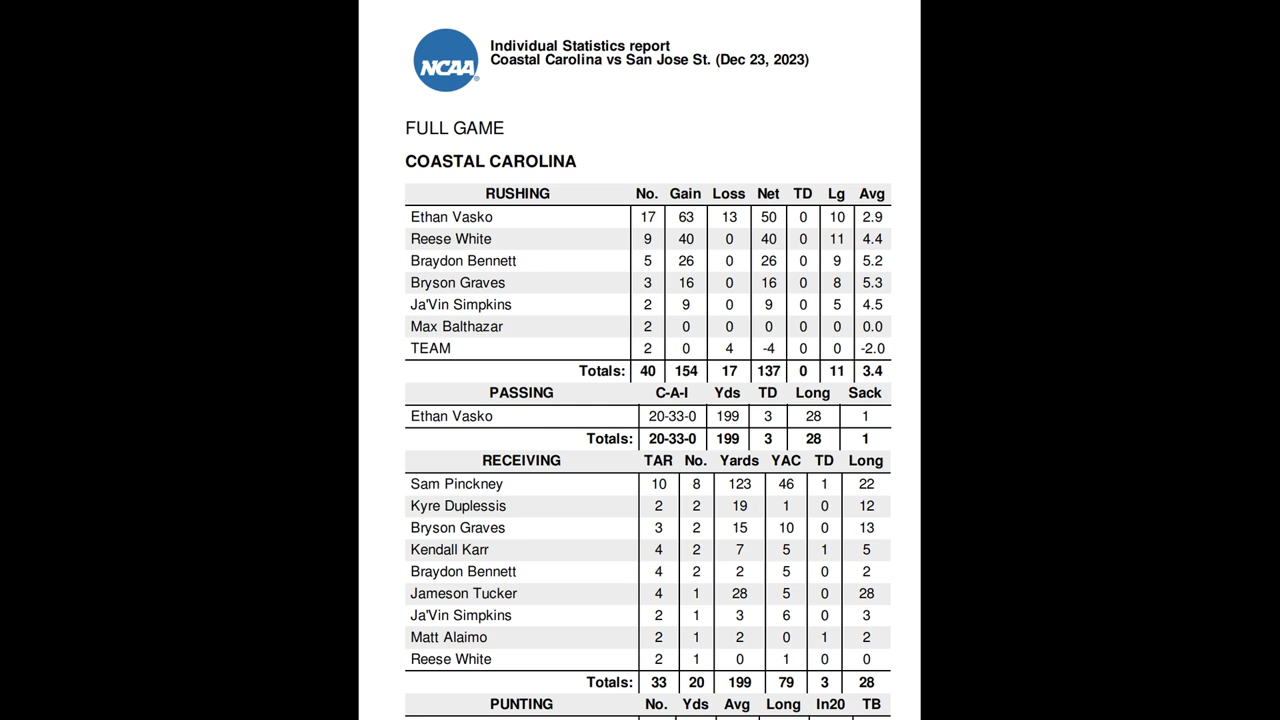 NCAA®
Individual Statistics report
Coastal Carolina vs San Jose St. (Dec 23, 2023)
FULL GAME
COASTAL CAROLINA
RUSHING No. Gain Loss Net TD Lg Avg
Ethan Vasko 17 63 13 50 0 10 2.9
Reese White 9 40 0 40 0 11 4.4
Braydon Bennett 5 26 0 26 0 9 5.2
Bryson Graves 3 16 0 16 0 8 5.3
Ja'Vin Simpkins 2 9 0 9 0 5 4.5
Max Balthazar 2 0 0 0 0 0 0.0
TEAM 2 0 4 -4 0 0 -2.0
Totals: 40 154 17 137 0 11 3.4
PASSING C-A-I Yds TD Long Sack
Ethan Vasko 20-33-0 199 3 28 1
Totals: 20-33-0 199 3 28 1
RECEIVING TAR No. Yards YAC TD Long
Sam Pinckney 10 8 123 46 1 22
Kyre Duplessis 2 2 19 1 0 12
Bryson Graves 3 2 15 10 0 13
Kendall Karr 4 2 7 5 1 5
Braydon Bennett 4 2 2 5 0 2
Jameson Tucker 4 1 28 5 0 28
Ja'Vin Simpkins 2 1 3 6 0 3
Matt Alaimo 2 1 2 0 1 2
Reese White 2 1 0 1 0 0
Totals: 33 20 199 79 3 28
PUNTING No. Yds Avg Long In20 TB